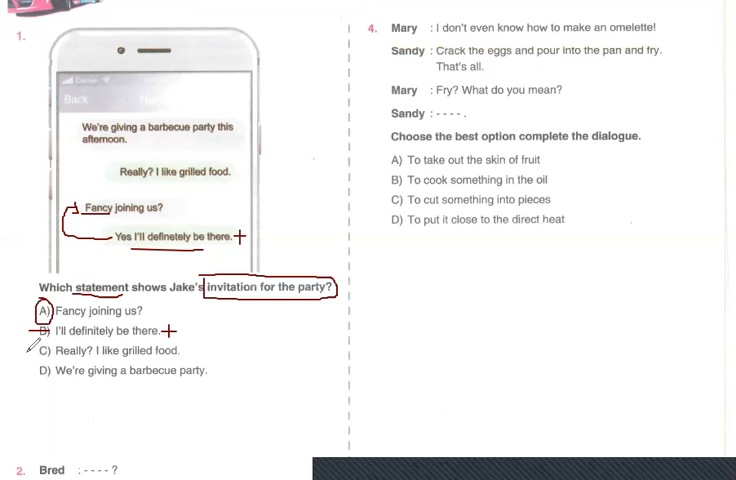 1.
Back
We're giving a barbecue party this
afternoon.
Really? I like grilled food.
Fancy joining us?
Yes I'll definetely be there.
Which statement shows Jake's invitation for the party?
A) Fancy joining us?
B) I'll definitely be there.
C) Really? I like grilled food.
D) We're giving a barbecue party.
2. Bred : - - - - ?
4. Mary : I don't even know how to make an omelette!
Sandy : Crack the eggs and pour into the pan and fry.
That's all.
Mary : Fry? What do you mean?
Sandy : - - - - .
Choose the best option complete the dialogue.
A) To take out the skin of fruit
B) To cook something in the oil
C) To cut something into pieces
D) To put it close to the direct heat